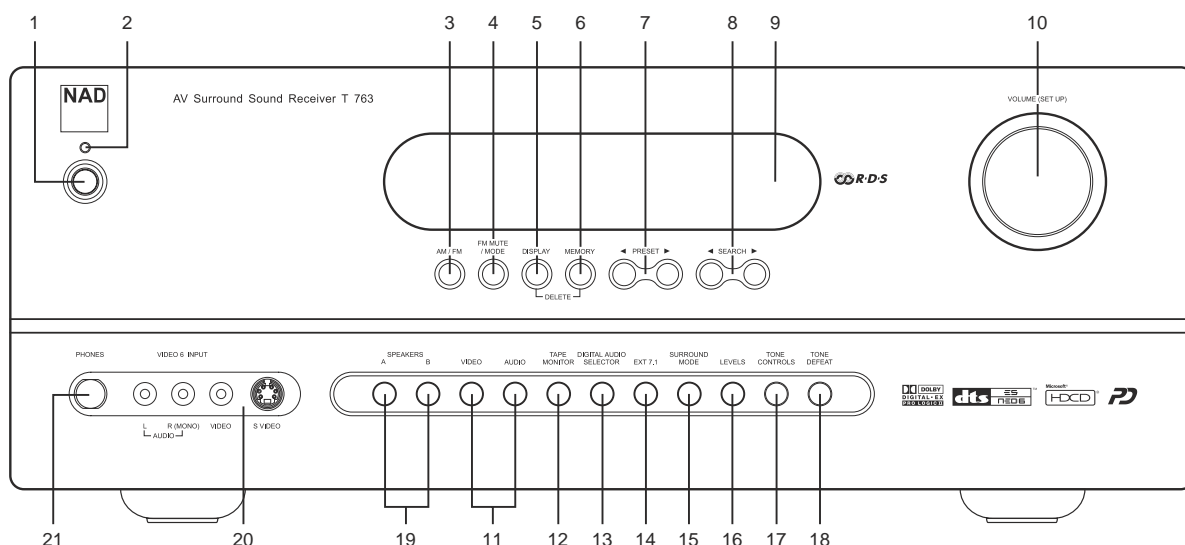 1 2 3 4 5 6 7 8 9 10
NAD
AV Surround Sound Receiver T 763
VOLUME (SET UP)
R·D·S
AM / FM
FM MUTE
/ MODE
DISPLAY
MEMORY
◄ PRESET ►
◄ SEARCH ►
DELETE
PHONES
VIDEO 6 INPUT
SPEAKERS
A B
VIDEO
AUDIO
TAPE
MONITOR
DIGITAL AUDIO
SELECTOR
EXT 7.1
SURROUND
MODE
LEVELS
TONE
CONTROLS
TONE
DEFEAT
L R (MONO) VIDEO S VIDEO
AUDIO
DOLBY
DIGITAL·EX
PRO LOGIC II
dts ES
NEO:6
™
Microsoft®
HDCD®
PD
21 20 19 11 12 13 14 15 16 17 18